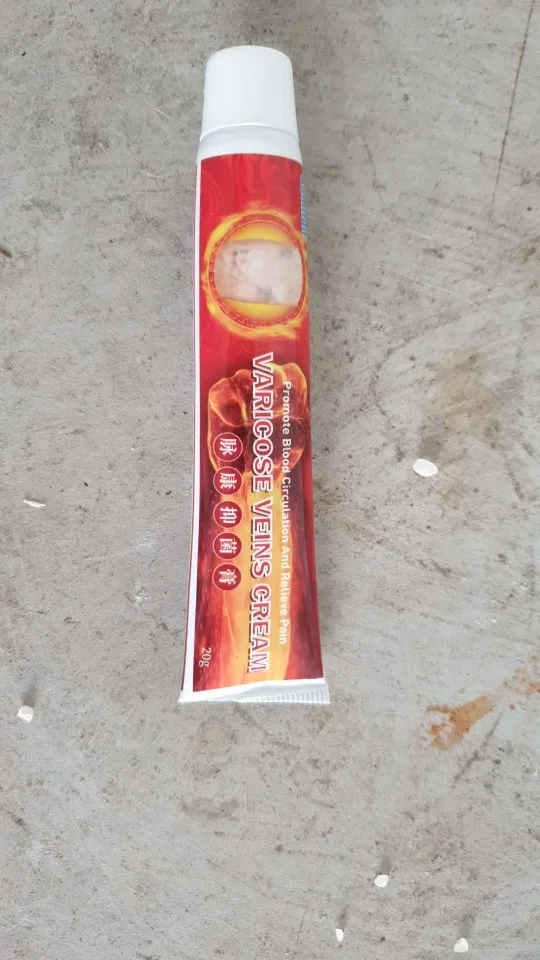 Promote Blood Circulation And Relieve Pain
VARICOSE VEINS CREAM
脉康抑菌膏
20g